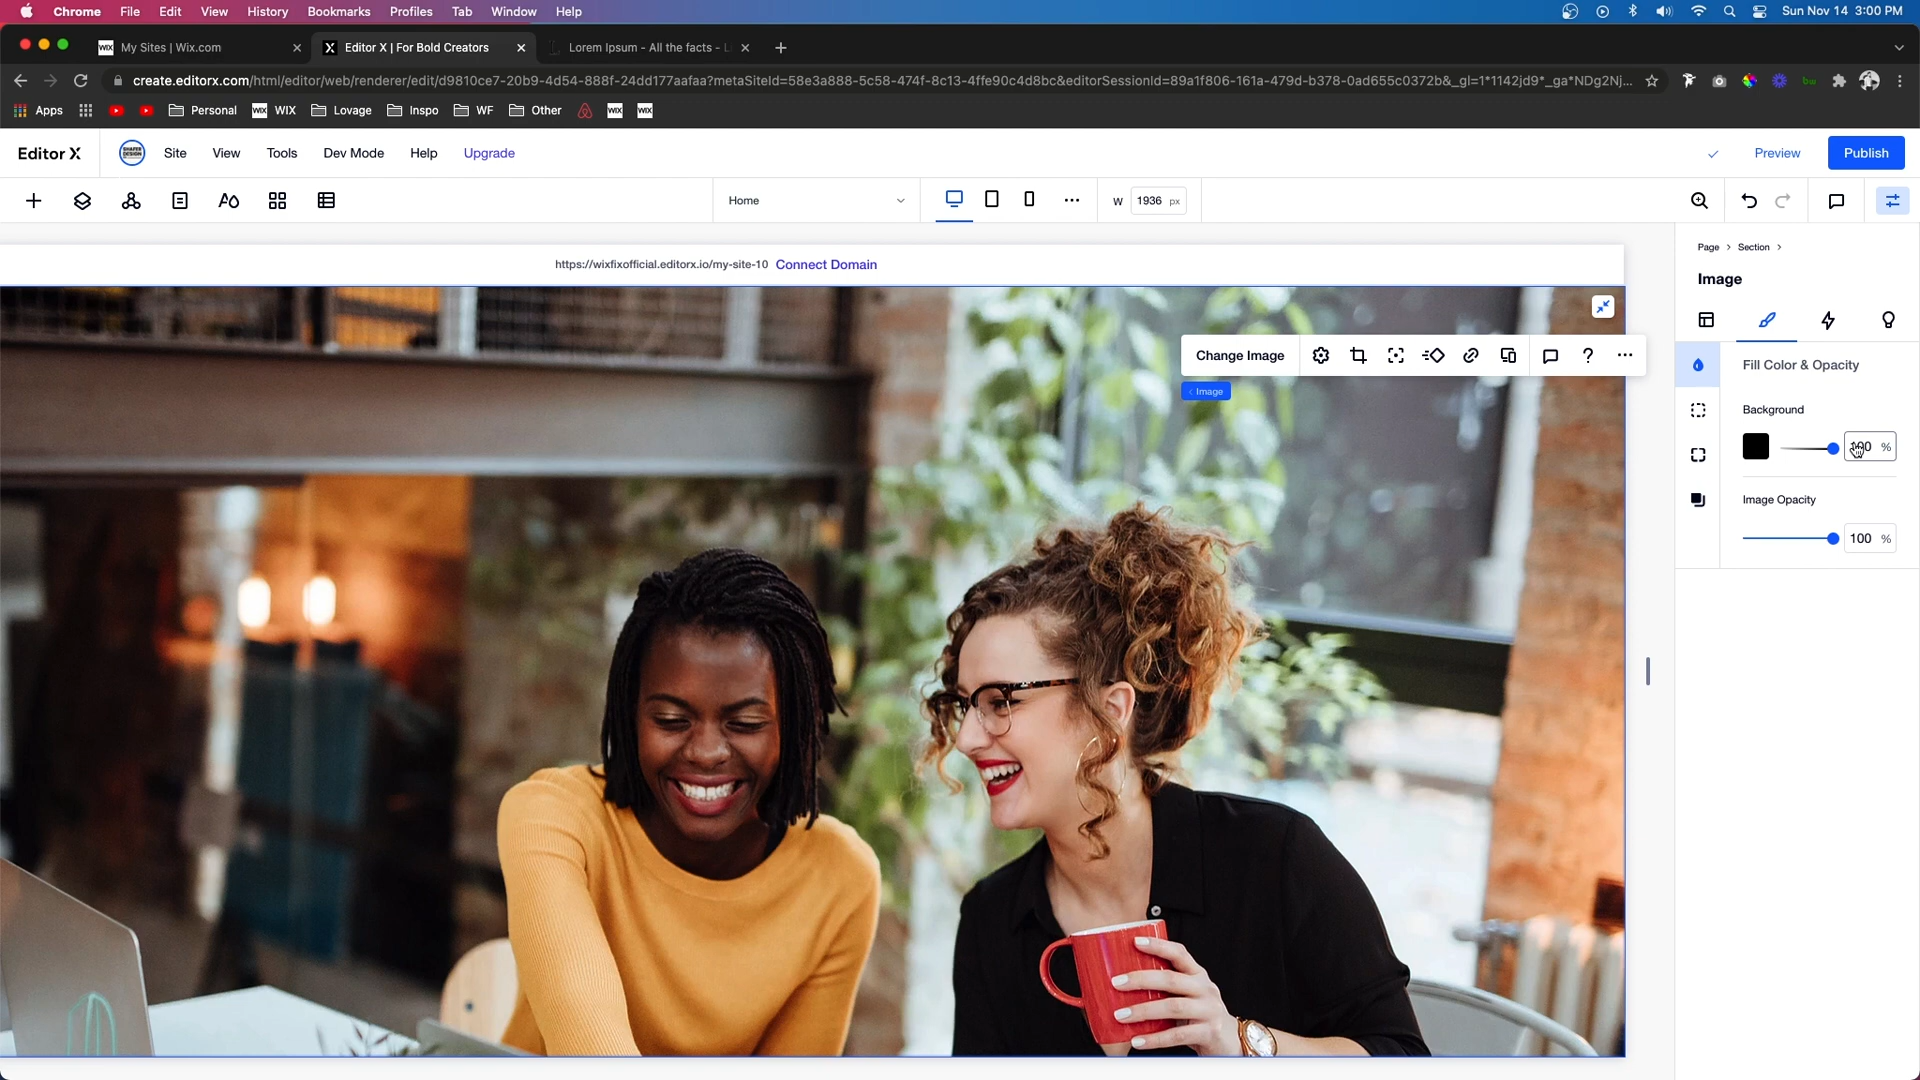 Chrome File Edit View History Bookmarks Profiles Tab Window Help Sun Nov 14 3:00 PM
WIX My Sites | Wix.com
X Editor X | For Bold Creators
Lorem Ipsum - All the facts -
create.editorx.com/html/editor/web/renderer/edit/d9810ce7-20b9-4d54-888f-24dd177aafaa?metaSiteId=58e3a888-5c58-474f-8c13-4ffe90c4d8bc&editorSessionId=89a1f806-161a-479d-b378-0ad655c0372b&_gl=1*1142jd9*_ga*NDg2Nj...
Apps Personal WIX WIX Lovage Inspo WF Other WIX WIX
Editor X Site View Tools Dev Mode Help Upgrade Preview Publish
Home W 1936 px
https://wixfixofficial.editorx.io/my-site-10 Connect Domain
Page > Section >
Image
Change Image
< Image
Fill Color & Opacity
Background
100 %
Image Opacity
100 %